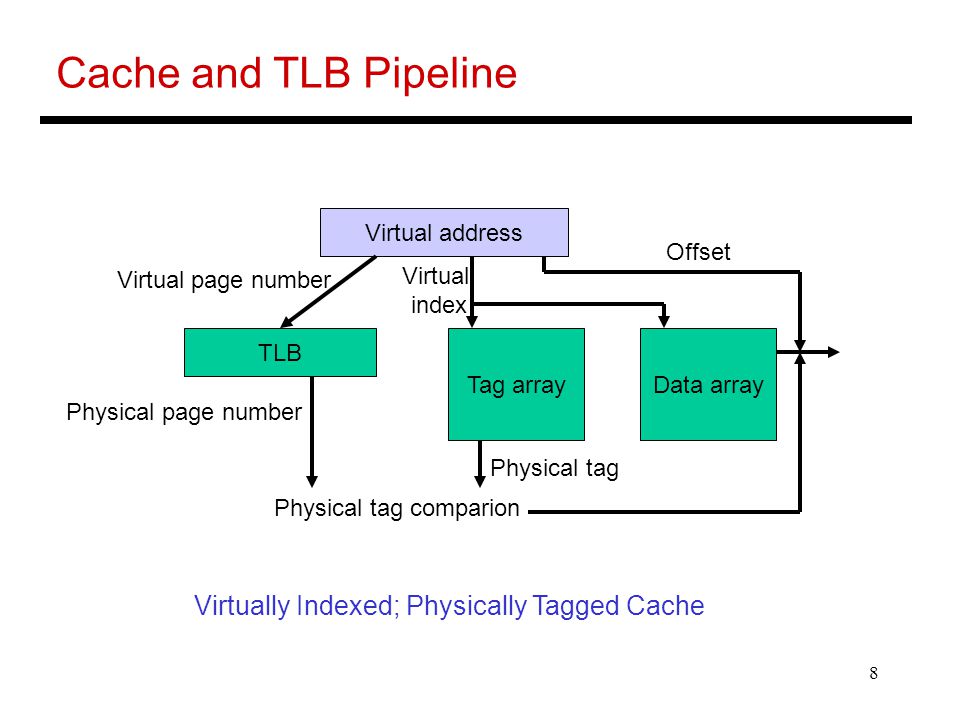 Cache and TLB Pipeline
Virtual address
Offset
Virtual page number
Virtual
index
TLB
Tag array
Data array
Physical page number
Physical tag
Physical tag comparion
Virtually Indexed; Physically Tagged Cache
8